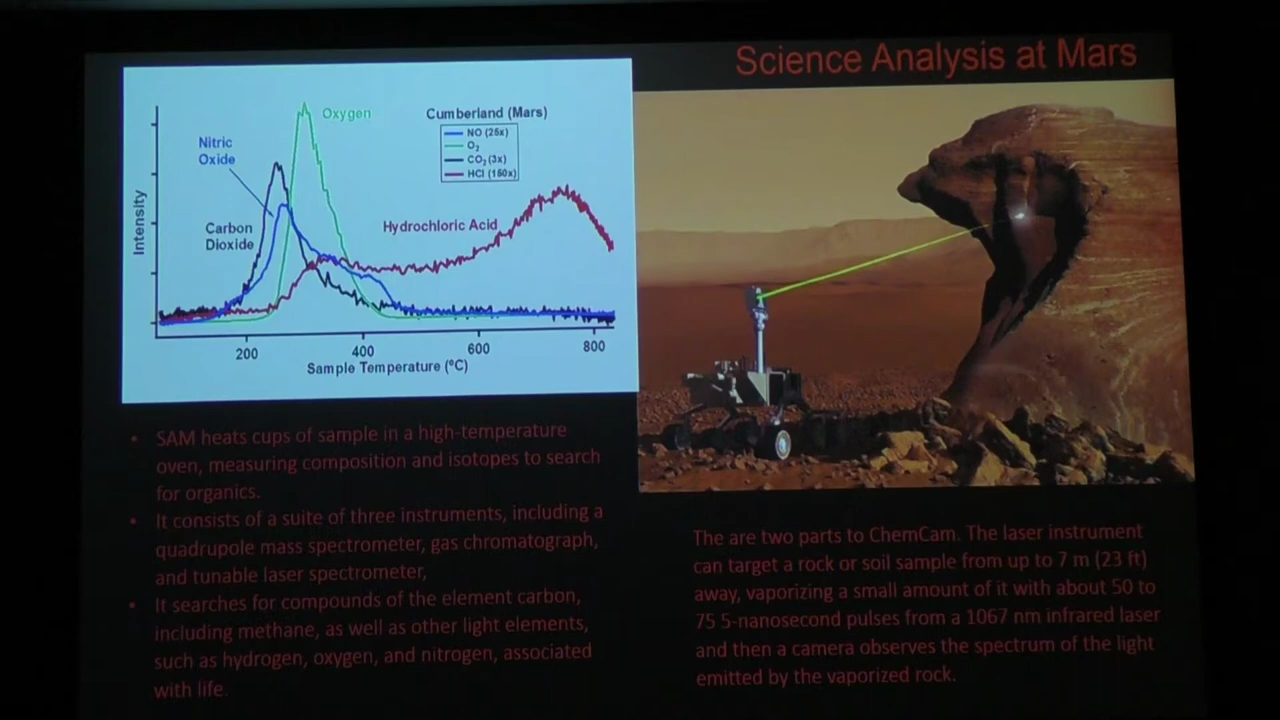 Science Analysis at Mars
Oxygen
Cumberland (Mars)
NO (25x)
O2
CO2 (3x)
HCl (150x)
Nitric
Oxide
Carbon
Dioxide
Hydrochloric Acid
Intensity
200
400
600
800
Sample Temperature (°C)
• SAM heats cups of sample in a high-temperature
oven, measuring composition and isotopes to search
for organics.
• It consists of a suite of three instruments, including a
quadrupole mass spectrometer, gas chromatograph,
and tunable laser spectrometer,
• It searches for compounds of the element carbon,
including methane, as well as other light elements,
such as hydrogen, oxygen, and nitrogen, associated
with life.
The are two parts to ChemCam. The laser instrument
can target a rock or soil sample from up to 7 m (23 ft)
away, vaporizing a small amount of it with about 50 to
75 5-nanosecond pulses from a 1067 nm infrared laser
and then a camera observes the spectrum of the light
emitted by the vaporized rock.